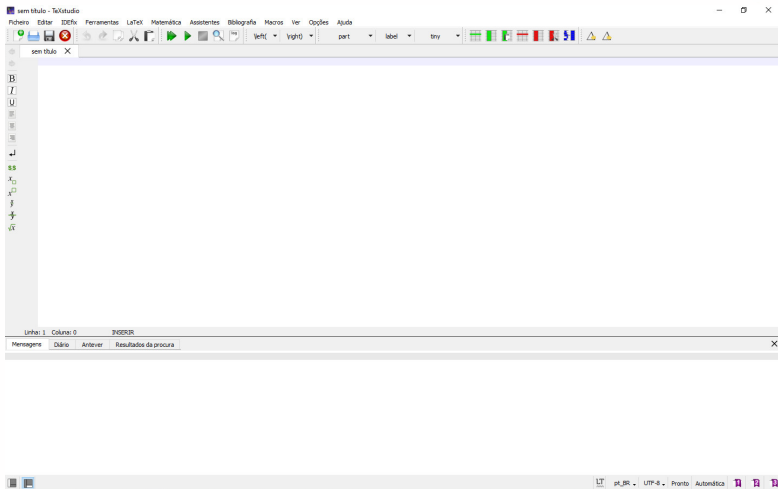 sem título - TeXstudio
Ficheiro Editar IDEfix Ferramentas LaTeX Matemática Assistentes Bibliografia Macros Ver Opções Ajuda
\left( \right) part label tiny
sem título
B
I
U
$$
Linha: 1 Coluna: 0 INSERIR
Mensagens Diário Antever Resultados da procura
LT pt_BR UTF-8 Pronto Automática